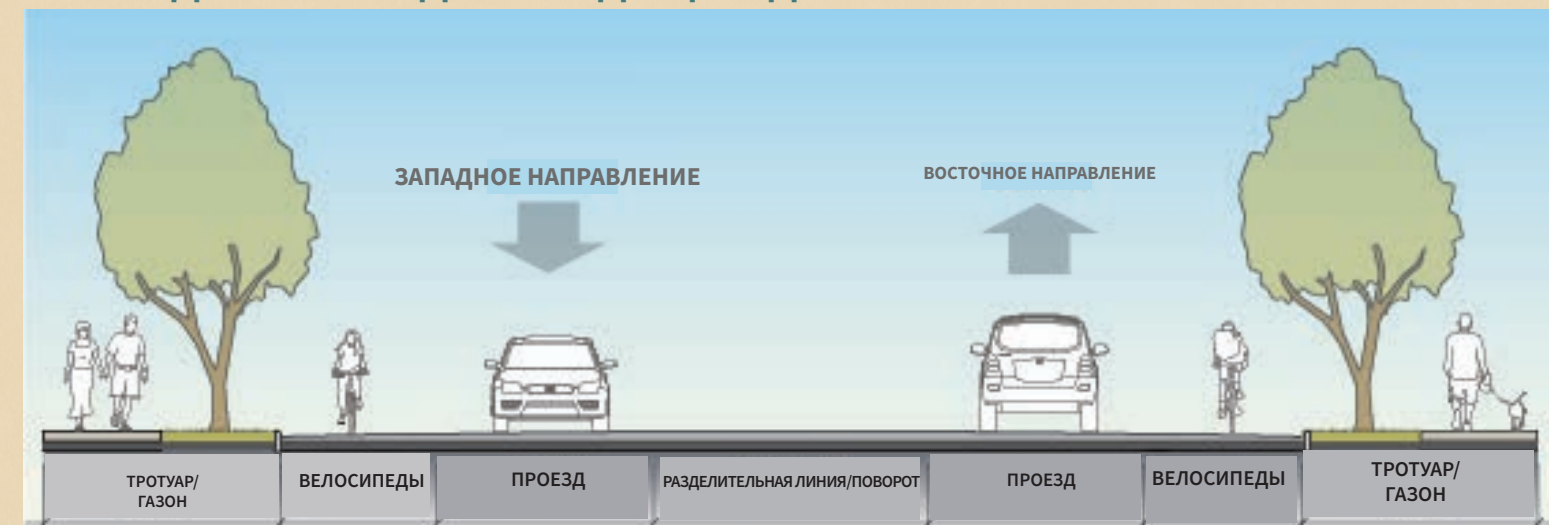 ЗАПАДНОЕ НАПРАВЛЕНИЕ
ВОСТОЧНОЕ НАПРАВЛЕНИЕ
ТРОТУАР/
ГАЗОН
ВЕЛОСИПЕДЫ
ПРОЕЗД
РАЗДЕЛИТЕЛЬНАЯ ЛИНИЯ/ПОВОРОТ
ПРОЕЗД
ВЕЛОСИПЕДЫ
ТРОТУАР/
ГАЗОН